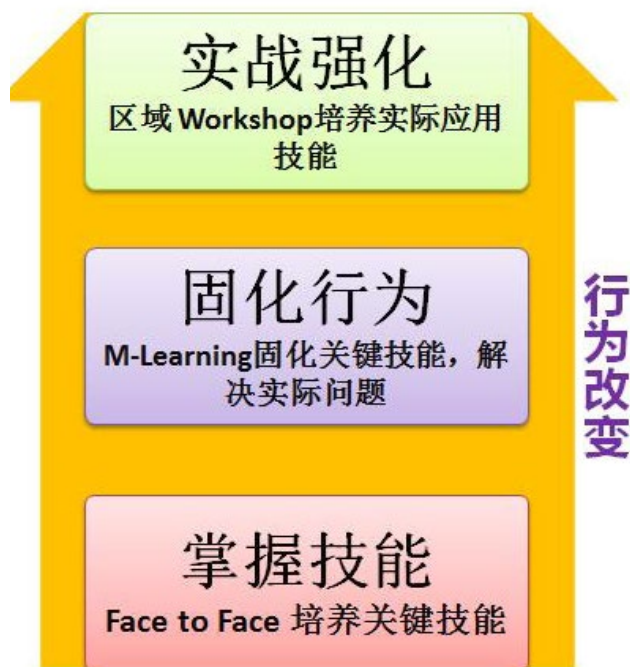 实战强化
区域 Workshop培养实际应用
技能
固化行为
M-Learning固化关键技能，解
决实际问题
行为改变
掌握技能
Face to Face 培养关键技能